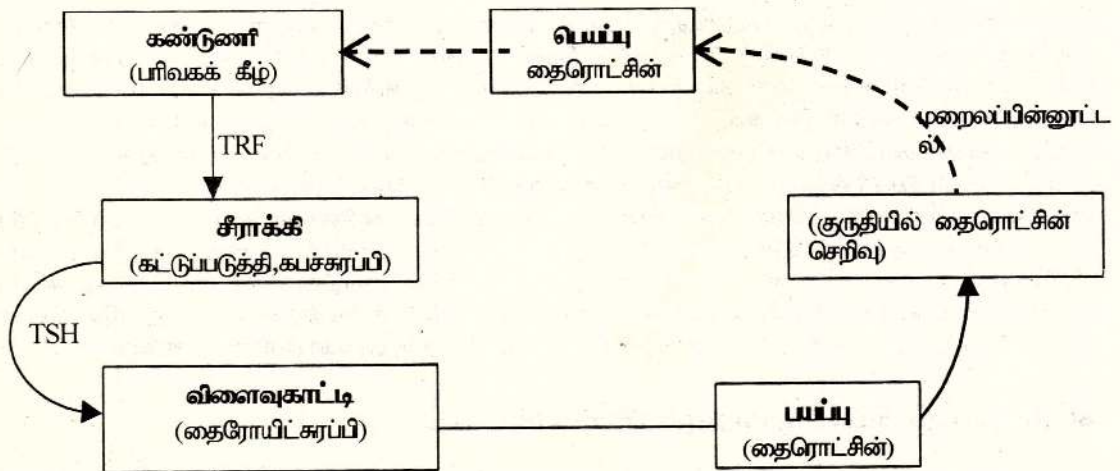 கண்டுணரி
(பரிவகக் கீழ்)
பெய்ப்பு
தைரொட்சின்
முறைலப்பின்னூட்ட
ல்
TRF
சீராக்கி
(கட்டுப்படுத்தி,கபச்சுரப்பி)
(குருதியில் தைரொட்சின்
செறிவு)
TSH
விளைவுகாட்டி
(தைரோயிட்சுரப்பி)
பயப்பு
(தைரொட்சின்)